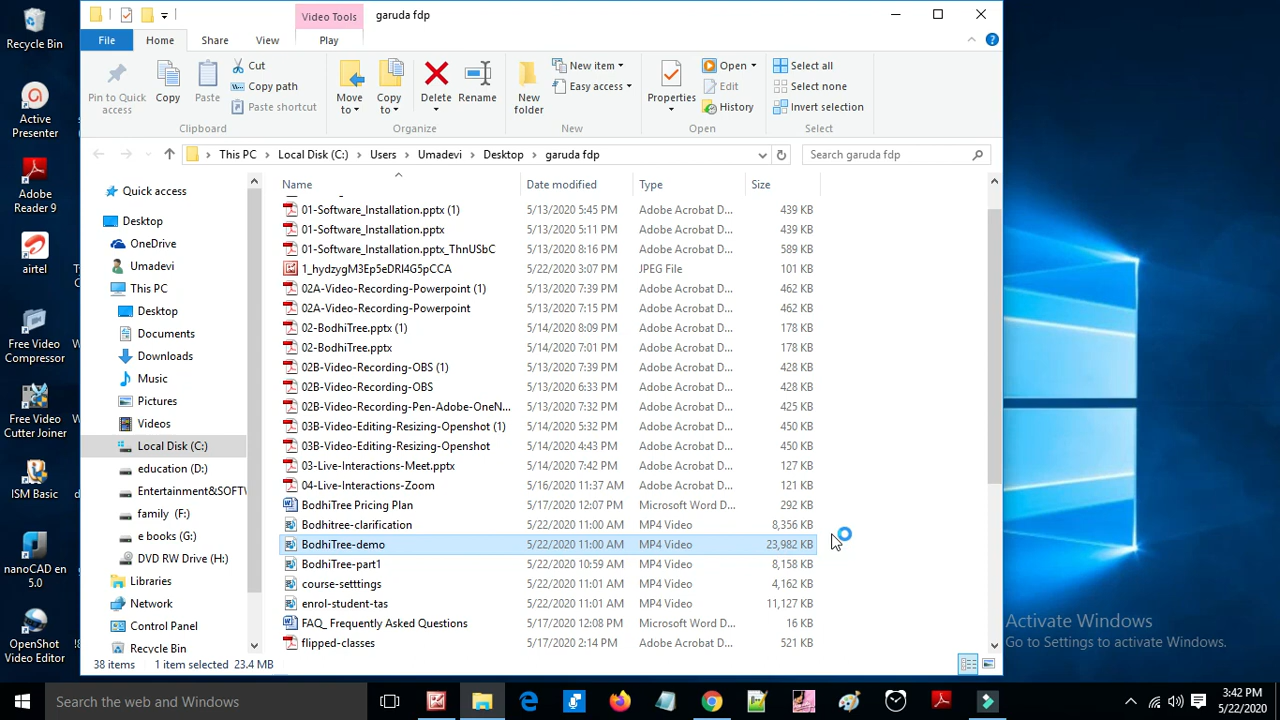 Video Tools
garuda fdp
File
Home
Share
View
Play
Pin to Quick access
Copy
Paste
Cut
Copy path
Paste shortcut
Clipboard
Move to
Copy to
Delete
Rename
Organize
New folder
New item
Easy access
New
Properties
Open
Edit
History
Open
Select all
Select none
Invert selection
Select
This PC > Local Disk (C:) > Users > Umadevi > Desktop > garuda fdp
Search garuda fdp
Name Date modified Type Size
01-Software_Installation.pptx (1) 5/13/2020 5:45 PM Adobe Acrobat D... 439 KB
01-Software_Installation.pptx 5/13/2020 5:11 PM Adobe Acrobat D... 439 KB
01-Software_Installation.pptx_ThnUSbC 5/13/2020 8:16 PM Adobe Acrobat D... 589 KB
1_hydzygM3Ep5eDRI4G5pCCA 5/22/2020 3:07 PM JPEG File 101 KB
02A-Video-Recording-Powerpoint (1) 5/13/2020 7:39 PM Adobe Acrobat D... 462 KB
02A-Video-Recording-Powerpoint 5/13/2020 7:15 PM Adobe Acrobat D... 462 KB
02-BodhiTree.pptx (1) 5/14/2020 8:09 PM Adobe Acrobat D... 178 KB
02-BodhiTree.pptx 5/14/2020 7:01 PM Adobe Acrobat D... 178 KB
02B-Video-Recording-OBS (1) 5/13/2020 7:39 PM Adobe Acrobat D... 428 KB
02B-Video-Recording-OBS 5/13/2020 6:33 PM Adobe Acrobat D... 428 KB
02B-Video-Recording-Pen-Adobe-OneN... 5/13/2020 7:32 PM Adobe Acrobat D... 425 KB
03B-Video-Editing-Resizing-Openshot (1) 5/14/2020 5:32 PM Adobe Acrobat D... 450 KB
03B-Video-Editing-Resizing-Openshot 5/14/2020 4:43 PM Adobe Acrobat D... 450 KB
03-Live-Interactions-Meet.pptx 5/14/2020 7:42 PM Adobe Acrobat D... 127 KB
04-Live-Interactions-Zoom 5/16/2020 11:37 AM Adobe Acrobat D... 121 KB
BodhiTree Pricing Plan 5/17/2020 12:07 PM Microsoft Word D... 292 KB
Bodhitree-clarification 5/22/2020 11:00 AM MP4 Video 8,356 KB
BodhiTree-demo 5/22/2020 11:00 AM MP4 Video 23,982 KB
BodhiTree-part1 5/22/2020 10:59 AM MP4 Video 8,158 KB
course-setttings 5/22/2020 11:01 AM MP4 Video 4,162 KB
enrol-student-tas 5/22/2020 11:01 AM MP4 Video 11,127 KB
FAQ_ Frequently Asked Questions 5/17/2020 12:08 PM Microsoft Word D... 16 KB
flipped-classes 5/17/2020 2:14 PM Adobe Acrobat D... 521 KB
Quick access
Desktop
OneDrive
Umadevi
This PC
Desktop
Documents
Downloads
Music
Pictures
Videos
Local Disk (C:)
education (D:)
Entertainment&SOFTV
family (F:)
e books (G:)
DVD RW Drive (H:)
Libraries
Network
Control Panel
Recycle Bin
38 items 1 item selected 23.4 MB
Recycle Bin
Active Presenter
Adobe Reader 9
airtel
Free Video Compressor
Free Video Cutter Joiner
ISM Basic
nanoCAD en 5.0
OpenShot Video Editor
Activate Windows
Go to Settings to activate Windows.
Search the web and Windows
3:42 PM
5/22/2020